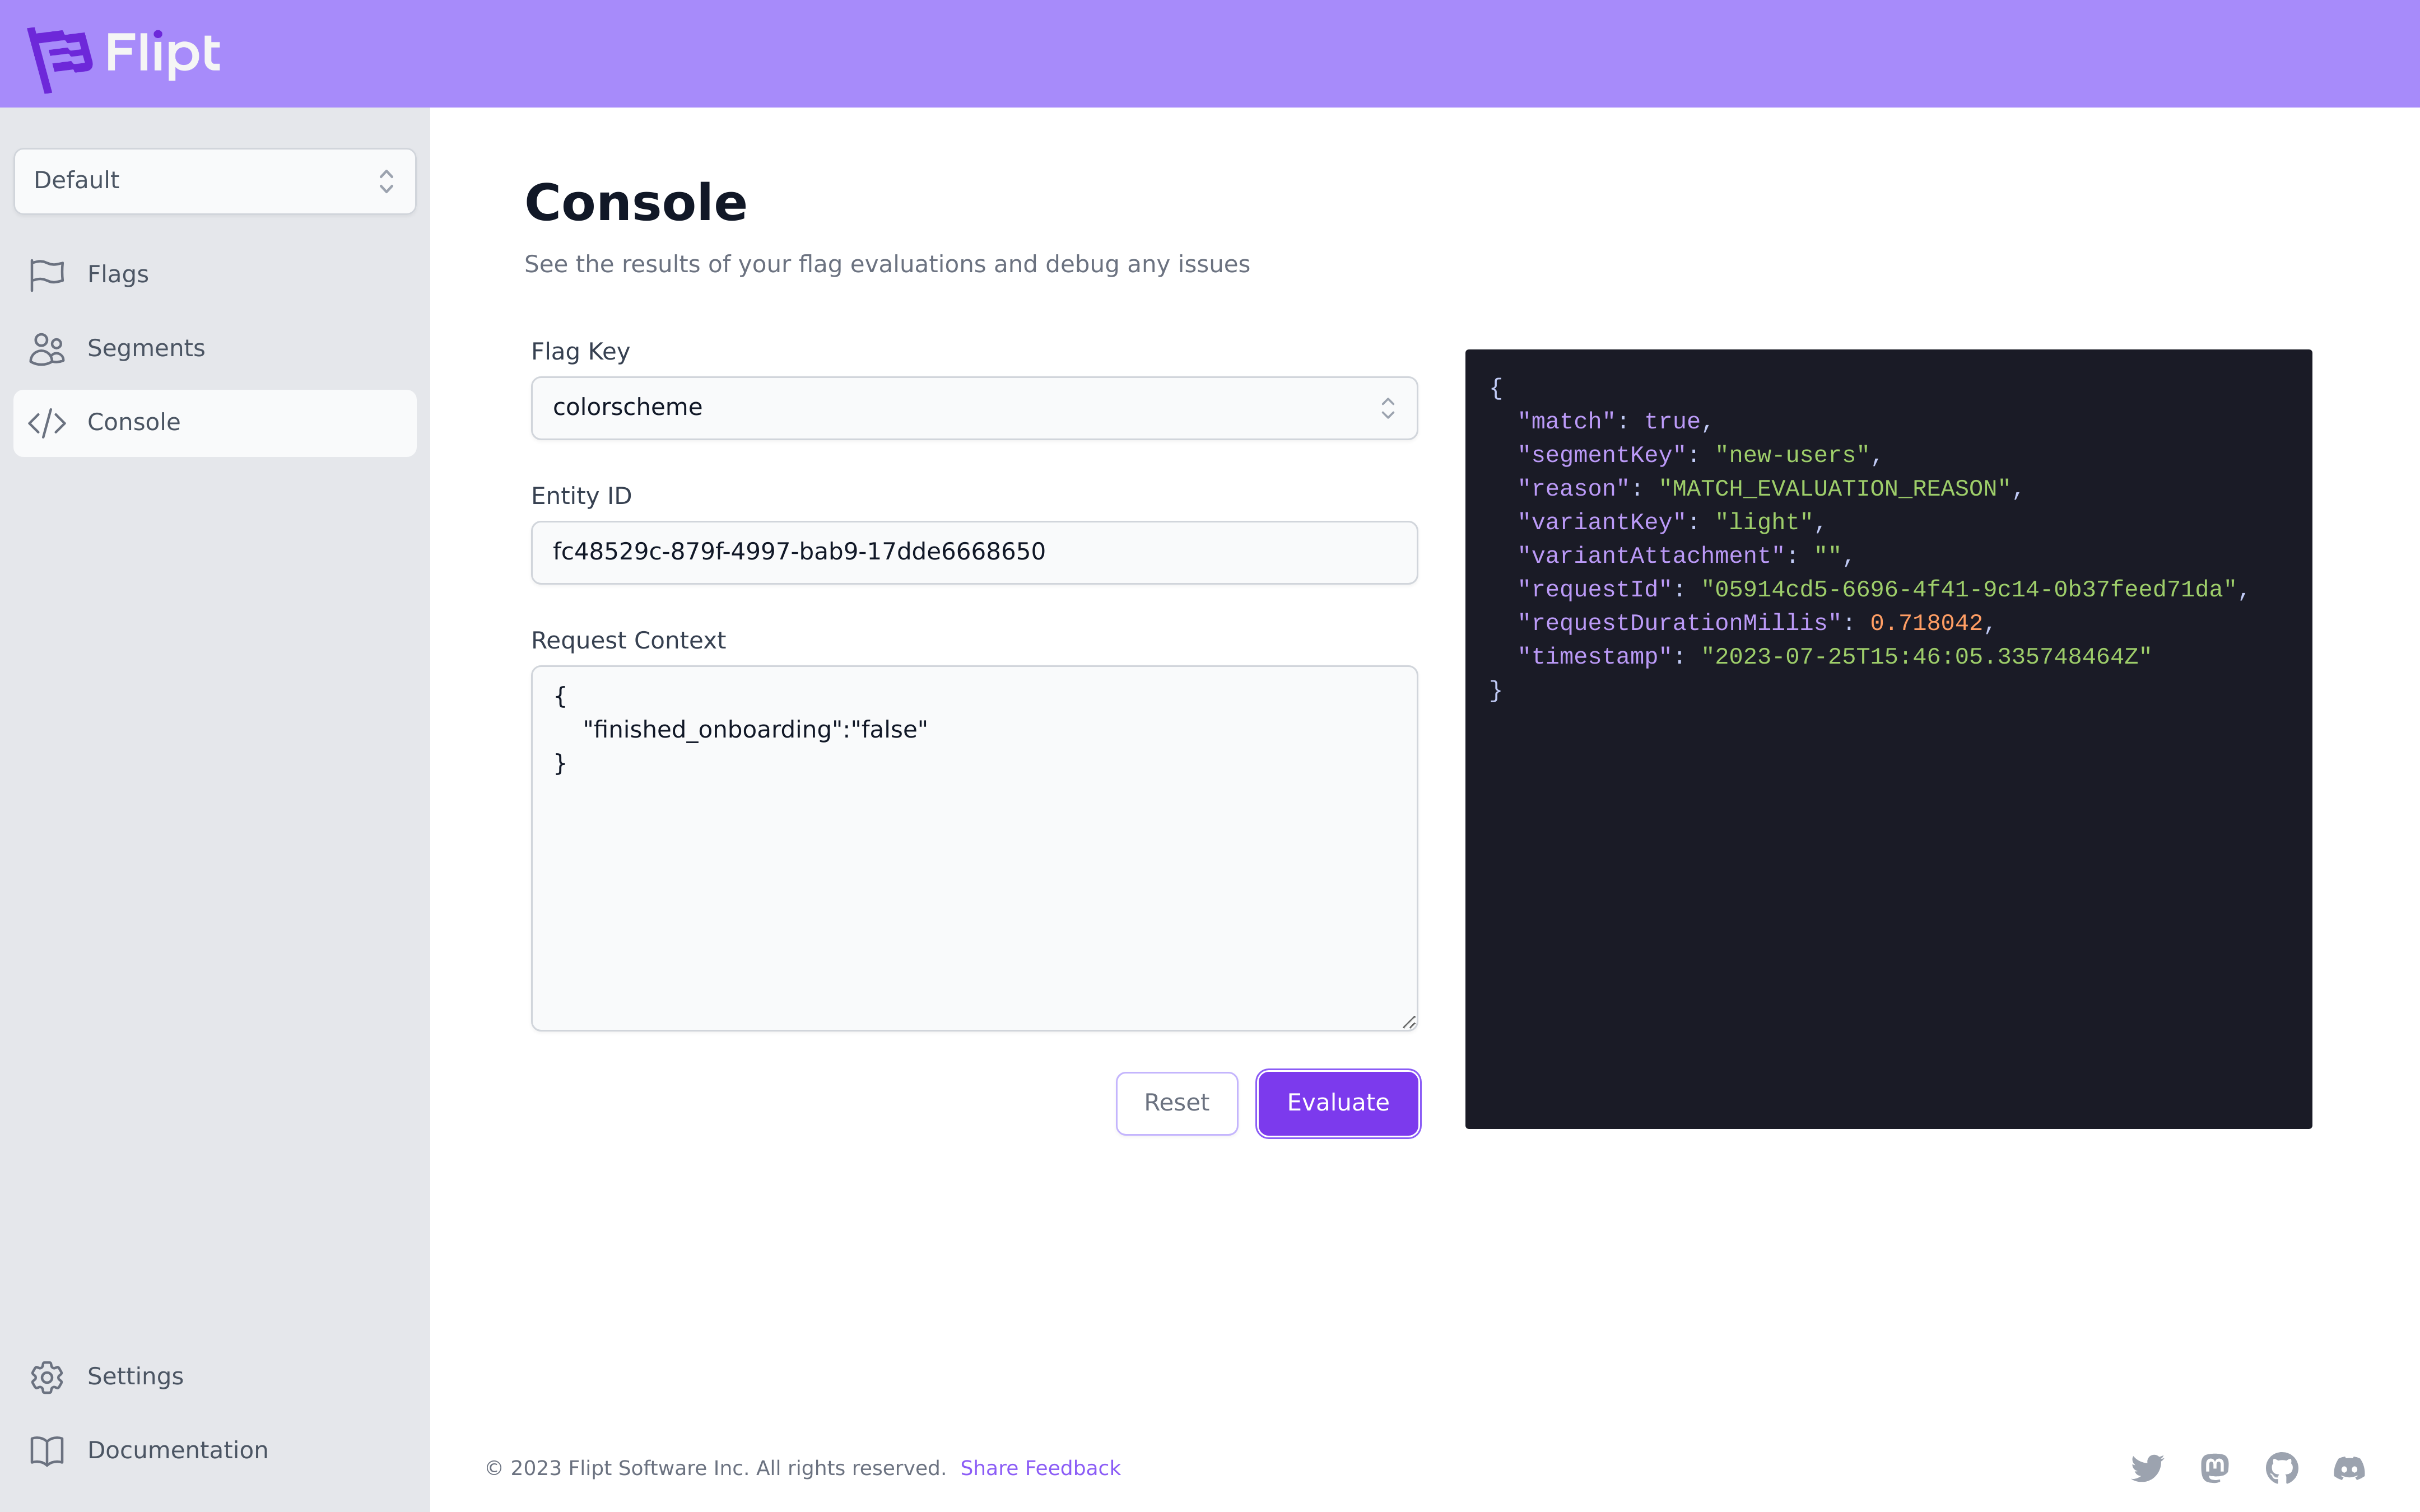 Flipt
Default
Flags
Segments
Console
Settings
Documentation
Console
See the results of your flag evaluations and debug any issues
Flag Key
colorscheme
Entity ID
fc48529c-879f-4997-bab9-17dde6668650
Request Context
{
"finished_onboarding":"false"
}
Reset
Evaluate
{
"match": true,
"segmentKey": "new-users",
"reason": "MATCH_EVALUATION_REASON",
"variantKey": "light",
"variantAttachment": "",
"requestId": "05914cd5-6696-4f41-9c14-0b37feed71da",
"requestDurationMillis": 0.718042,
"timestamp": "2023-07-25T15:46:05.335748464Z"
}
© 2023 Flipt Software Inc. All rights reserved. Share Feedback